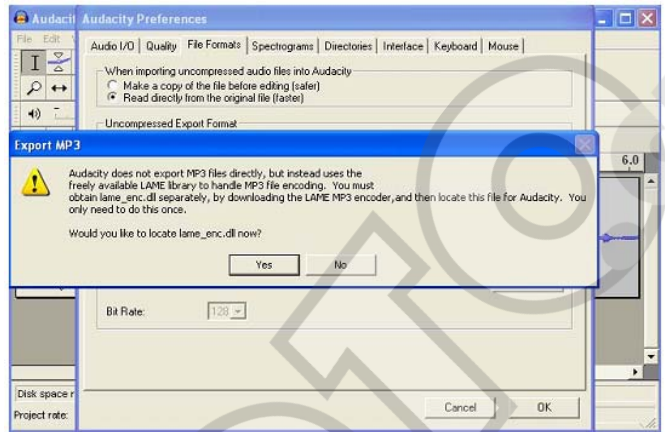 Audacit
Audacity Preferences
File Edit
Audio I/O Quality File Formats Spectrograms Directories Interface Keyboard Mouse
When importing uncompressed audio files into Audacity
Make a copy of the file before editing (safer)
Read directly from the original file (faster)
Uncompressed Export Format
Export MP3
6.0
Audacity does not export MP3 files directly, but instead uses the
freely available LAME library to handle MP3 file encoding. You must
obtain lame_enc.dll separately, by downloading the LAME MP3 encoder,and then locate this file for Audacity. You
only need to do this once.
Would you like to locate lame_enc.dll now?
Yes No
Bit Rate: 128
Disk space r
Cancel OK
Project rate: